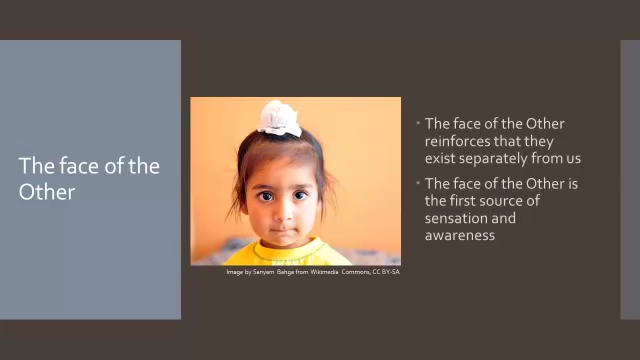 The face of the
Other
Image by Sanyam Bahga from Wikimedia Commons, CC BY-SA
The face of the Other
reinforces that they
exist separately from us
The face of the Other is
the first source of
sensation and
awareness